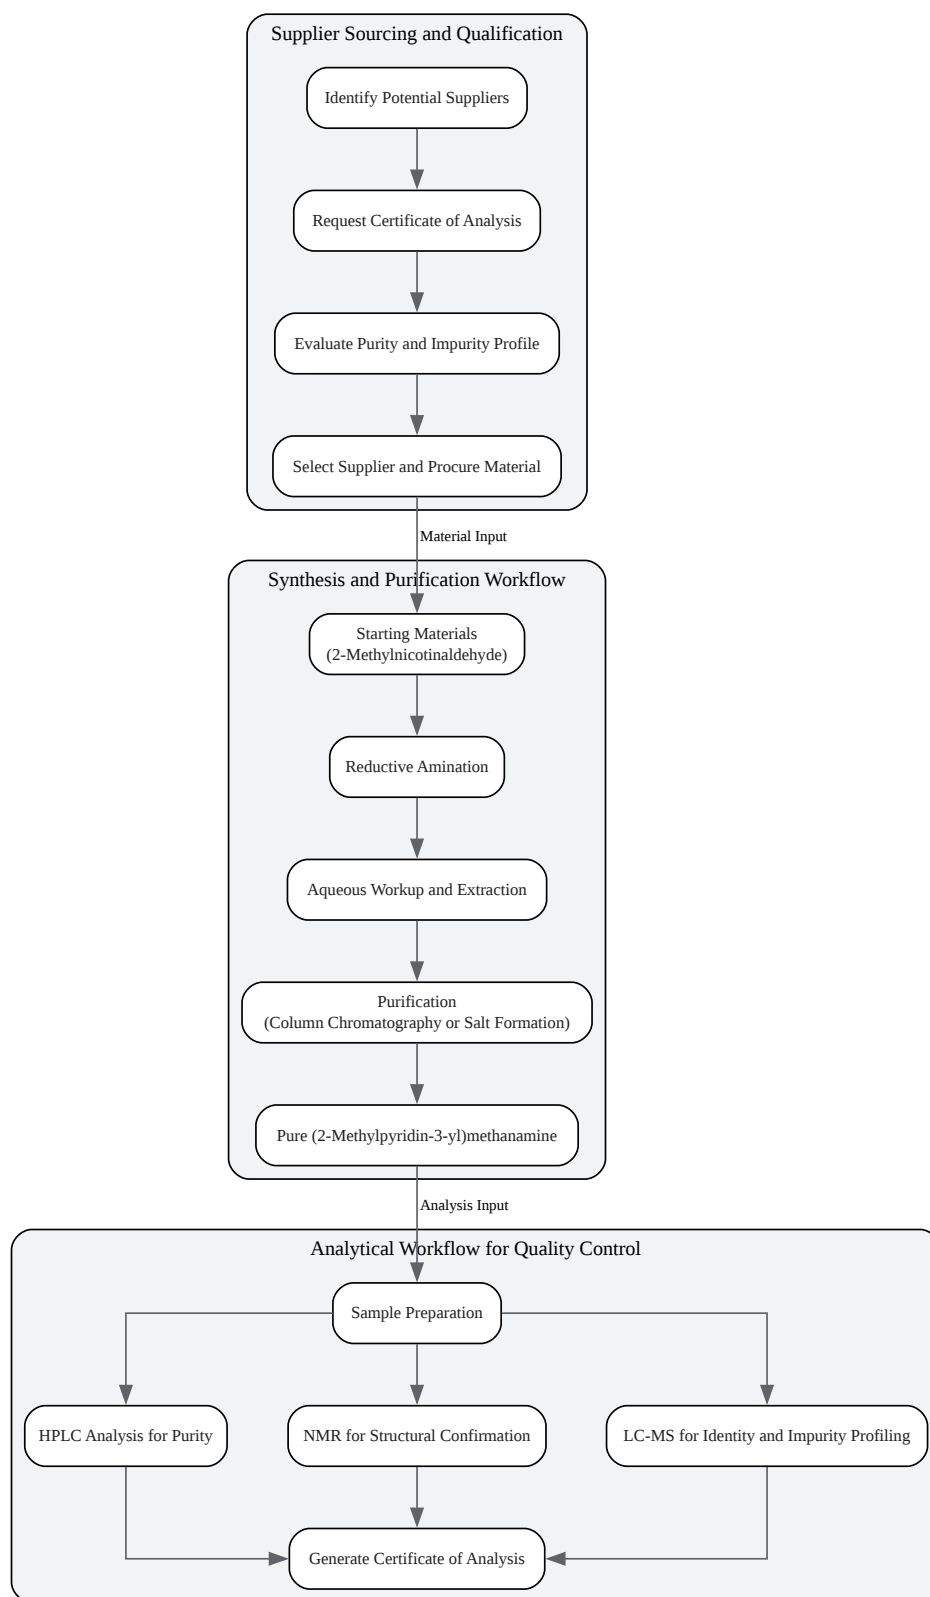 Supplier Sourcing and Qualification
Identify Potential Suppliers
Request Certificate of Analysis
Evaluate Purity and Impurity Profile
Select Supplier and Procure Material
Material Input
Synthesis and Purification Workflow
Starting Materials
(2-Methylnicotinaldehyde)
Reductive Amination
Aqueous Workup and Extraction
Purification
(Column Chromatography or Salt Formation)
Pure (2-Methylpyridin-3-yl)methanamine
Analysis Input
Analytical Workflow for Quality Control
Sample Preparation
HPLC Analysis for Purity
NMR for Structural Confirmation
LC-MS for Identity and Impurity Profiling
Generate Certificate of Analysis